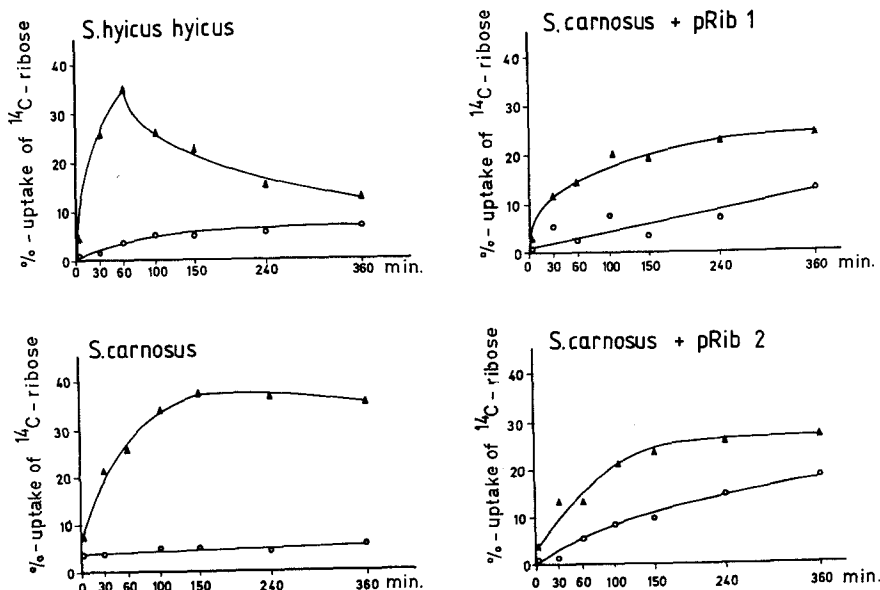 S.hyicus hyicus
%-uptake of 14C-ribose
40
30
20
10
0
0 30 60 100 150 240 360 min.
S.carnosus + pRib 1
%-uptake of 14C-ribose
40
30
20
10
0
0 30 60 100 150 240 360 min.
S.carnosus
%-uptake of 14C-ribose
40
30
20
10
0
0 30 60 100 150 240 360 min.
S.carnosus + pRib 2
%-uptake of 14C-ribose
40
30
20
10
0
0 30 60 100 150 240 360 min.